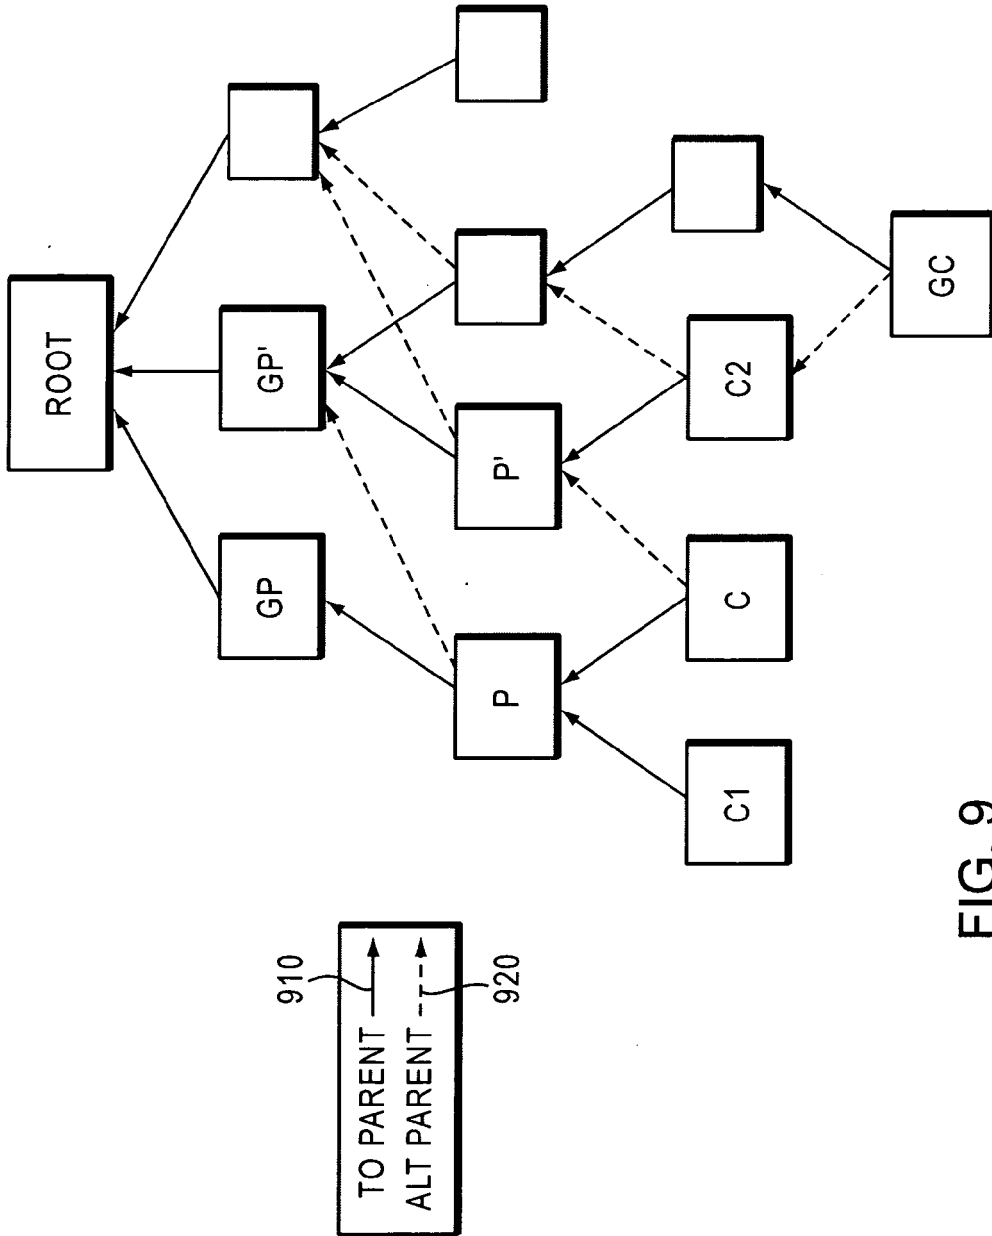 ROOT
GP
GP'
P
P'
C1
C
C2
GC
TO PARENT
910
ALT PARENT
920
FIG. 9